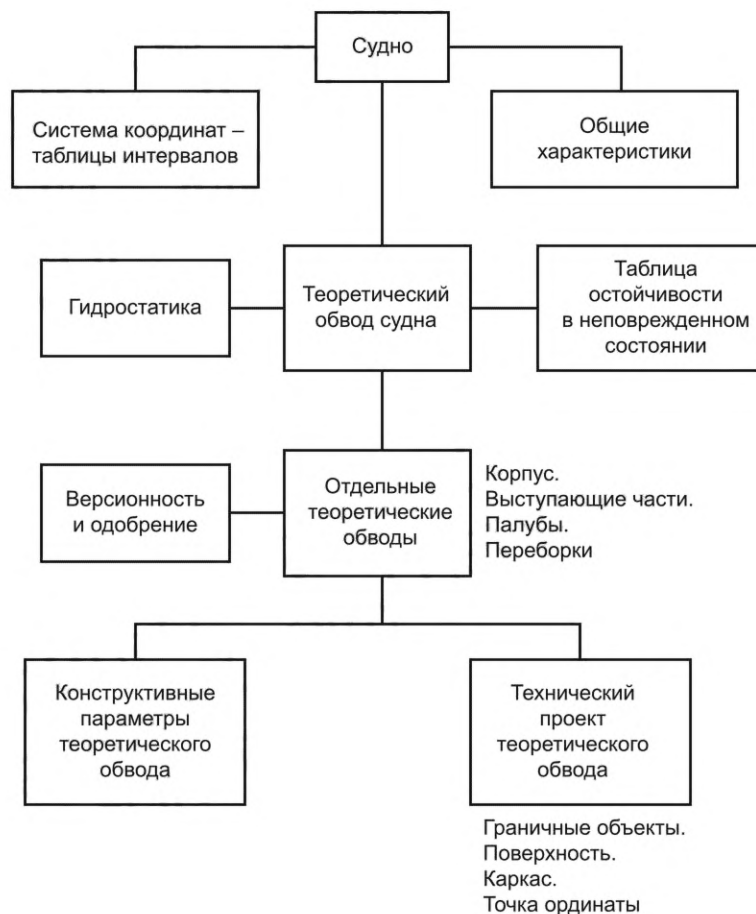 Судно
Система координат –
таблицы интервалов
Общие
характеристики
Гидростатика
Теоретический
обвод судна
Таблица
остойчивости
в неповрежденном
состоянии
Версионность
и одобрение
Отдельные
теоретические
обводы
Корпус.
Выступающие части.
Палубы.
Переборки
Конструктивные
параметры
теоретического
обвода
Технический
проект
теоретического
обвода
Граничные объекты.
Поверхность.
Каркас.
Точка ординаты